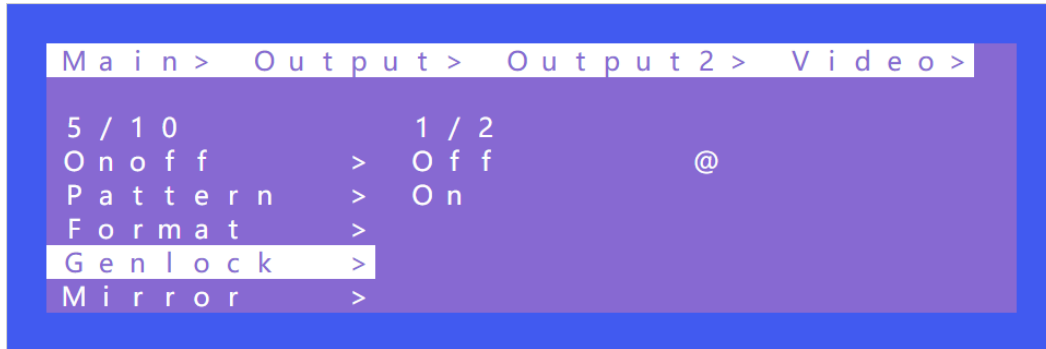 Main> Output> Output2> Video>
5/10 1/2
Onoff > Off @
Pattern > On
Format >
Genlock >
Mirror >